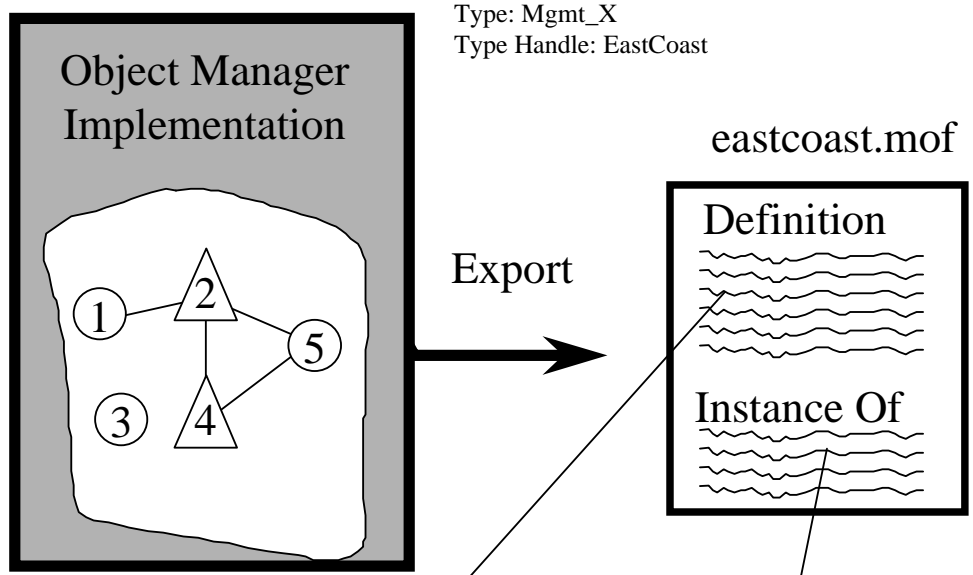 Type: Mgmt_X
Type Handle: EastCoast
Object Manager
Implementation
eastcoast.mof
Definition
Export
1
2
5
3
4
Instance Of